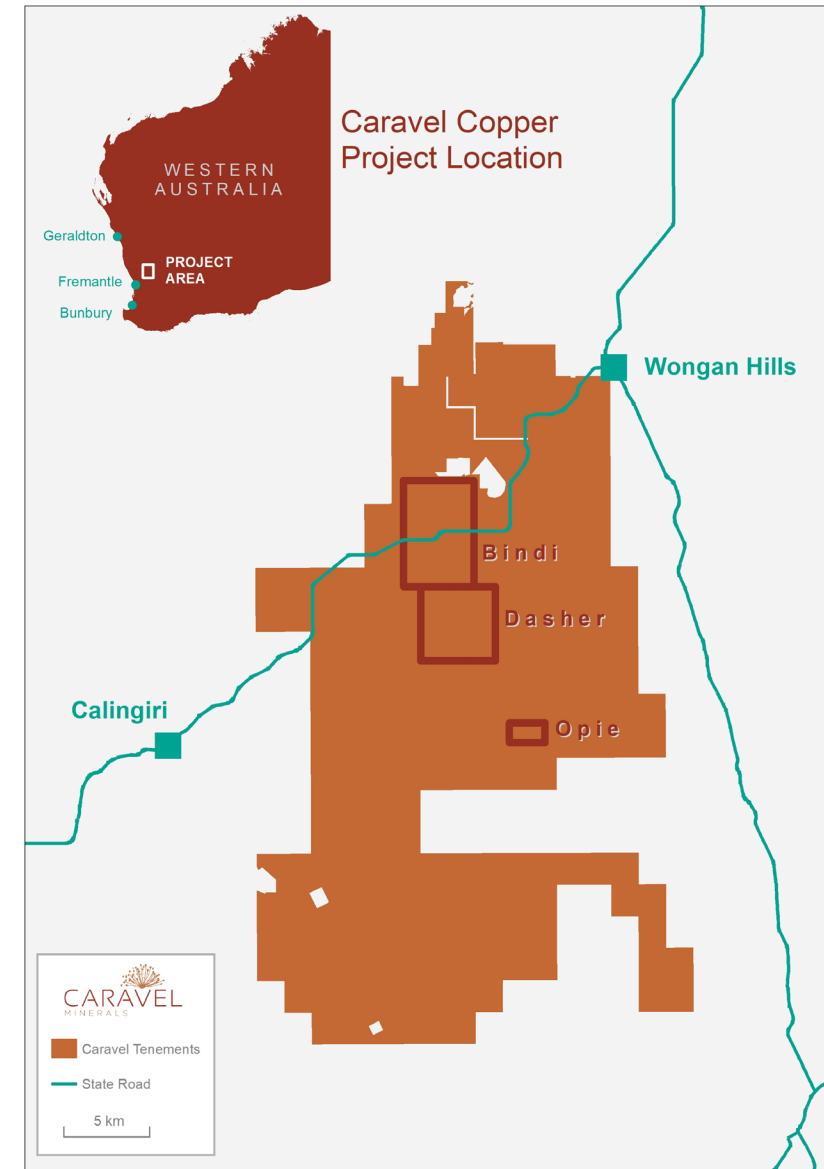 Caravel Copper
Project Location
WESTERN
AUSTRALIA
Geraldton
PROJECT
AREA
Fremantle
Bunbury
Wongan Hills
Bindi
Dasher
Calingiri
Opie
CARAVEL
MINERALS
Caravel Tenements
State Road
5 km